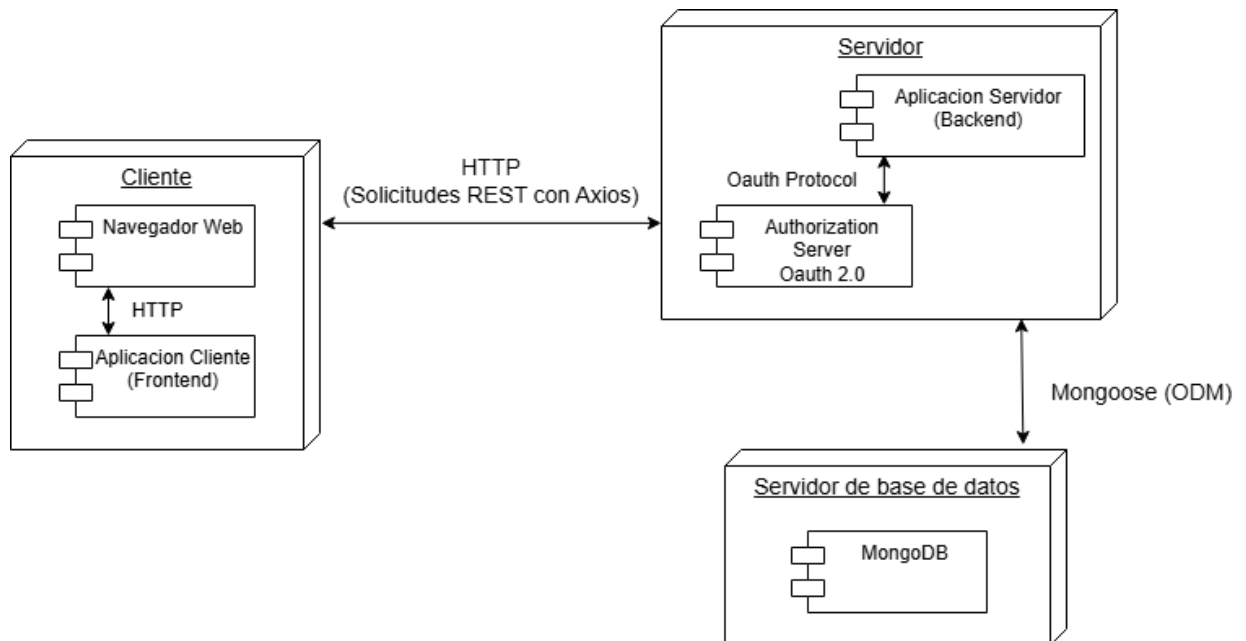 Servidor
Aplicacion Servidor
(Backend)
Oauth Protocol
Authorization
Server
Oauth 2.0
HTTP
(Solicitudes REST con Axios)
Cliente
Navegador Web
HTTP
Aplicacion Cliente
(Frontend)
Mongoose (ODM)
Servidor de base de datos
MongoDB